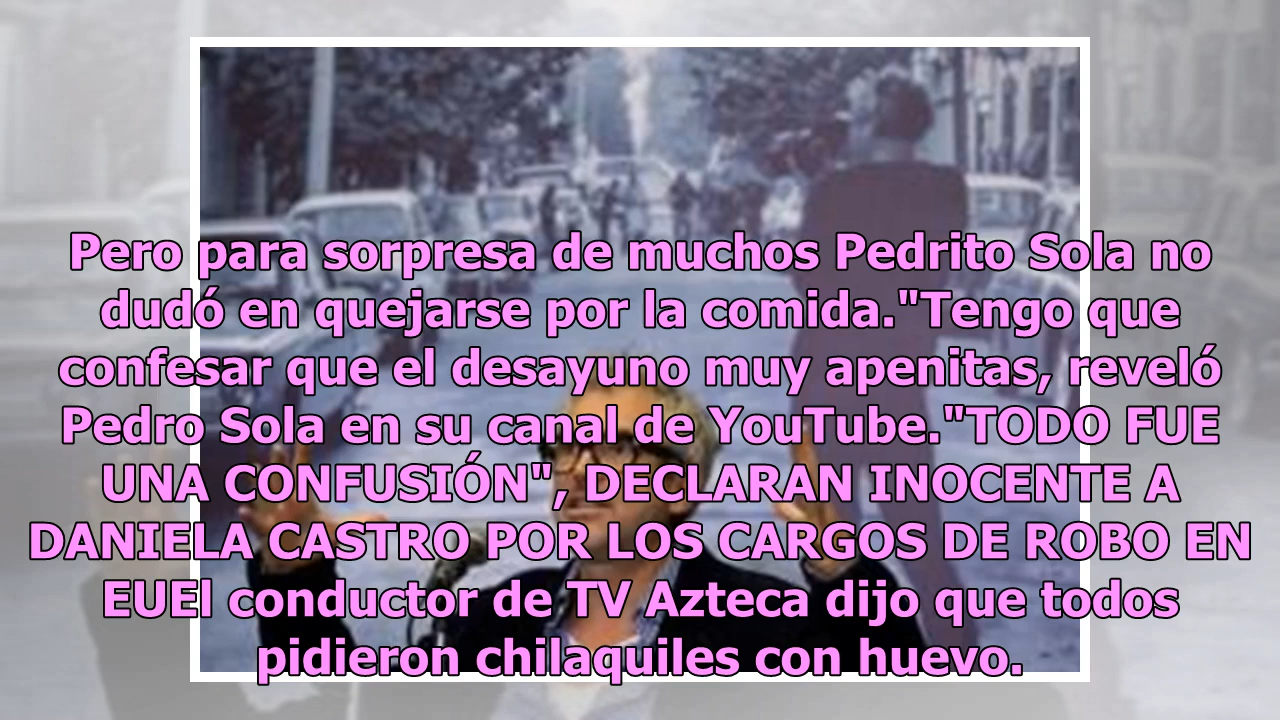 Pero para sorpresa de muchos Pedrito Sola no
dudó en quejarse por la comida."Tengo que
confesar que el desayuno muy apenitas, reveló
Pedro Sola en su canal de YouTube."TODO FUE
UNA CONFUSIÓN", DECLARAN INOCENTE A
DANIELA CASTRO POR LOS CARGOS DE ROBO EN
EUEl conductor de TV Azteca dijo que todos
pidieron chilaquiles con huevo.